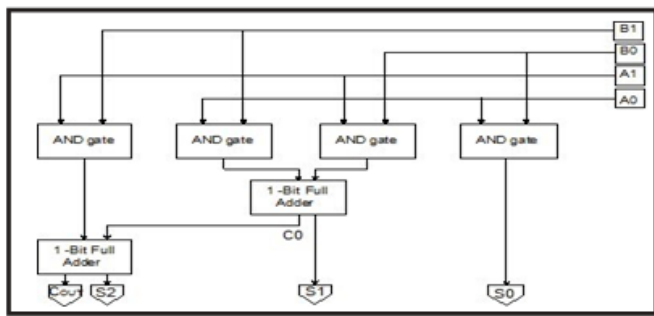 B1
B0
A1
A0
AND gate
AND gate
AND gate
AND gate
1 -Bit Full
Adder
C0
1 -Bit Full
Adder
Cout
S2
S1
S0